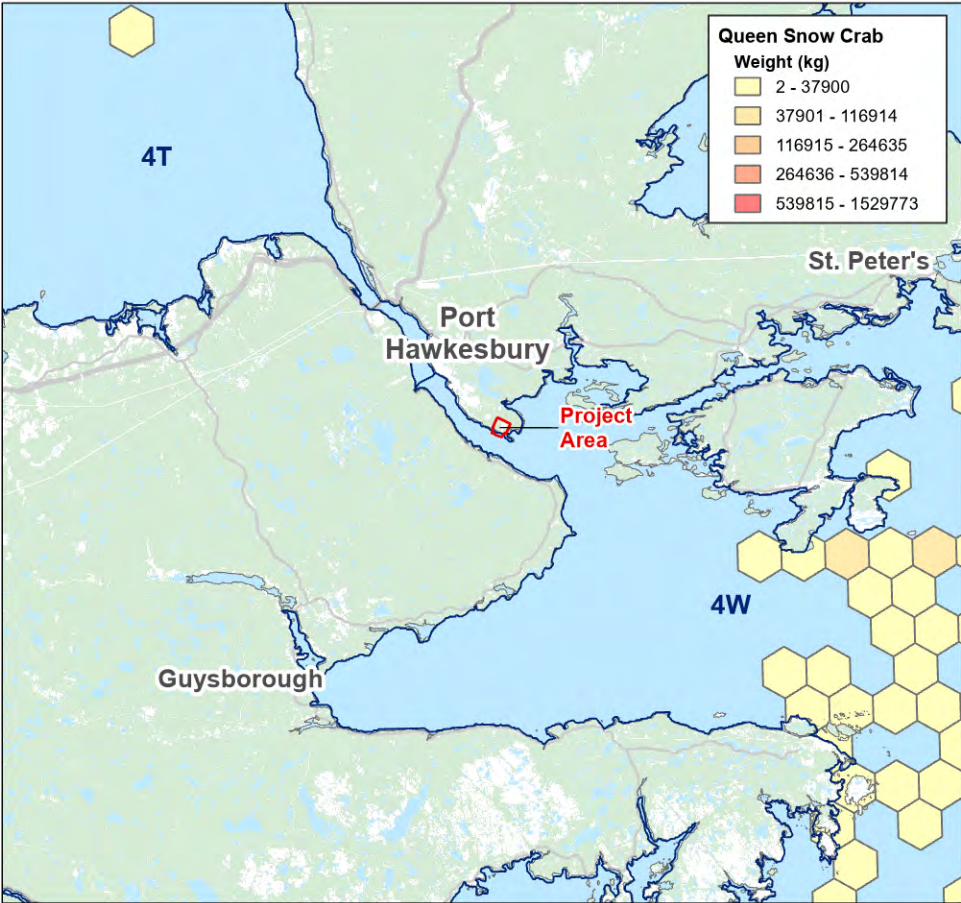 Queen Snow Crab
Weight (kg)
2 - 37900
37901 - 116914
116915 - 264635
264636 - 539814
539815 - 1529773
4T
St. Peter's
Port
Hawkesbury
Project
Area
4W
Guysborough